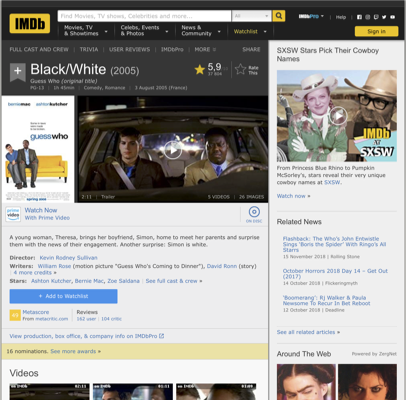 IMDb
Find Movies, TV shows, Celebrities and more...
All
IMDbPro
Help
Movies, TV & Showtimes
Celebs, Events & Photos
News & Community
Watchlist
Sign in
FULL CAST AND CREW | TRIVIA | USER REVIEWS | IMDbPro | MORE
SHARE
Black/White (2005)
Guess Who (original title)
PG-13 | 1h 45min | Comedy, Romance | 3 August 2005 (France)
5,9
Rate This
berniemac ashtonkutcher
guesswho
spring.
2:11 | Trailer
5 VIDEOS | 26 IMAGES
prime video
Watch Now
With Prime Video
ON DISC
A young woman, Theresa, brings her boyfriend, Simon, home to meet her parents and surprise
them with the news of their engagement. Another surprise: Simon is white.
Director: Kevin Rodney Sullivan
Writers: William Rose (motion picture "Guess Who's Coming to Dinner"), David Ronn (story)
| 4 more credits »
Stars: Ashton Kutcher, Bernie Mac, Zoe Saldana | See full cast & crew »
+ Add to Watchlist
Metascore
From metacritic.com
Reviews
162 user | 104 critic
View production, box office, & company info on IMDbPro
16 nominations. See more awards »
Videos
SXSW Stars Pick Their Cowboy
Names
IMDb
AT
SXSW
From Princess Blue Rhino to Pumpkin
McSorley's, stars reveal their very unique
cowboy names at SXSW.
Watch now »
Related News
Flashback: The Who's John Entwistle
Sings 'Boris the Spider' With Ringo's All
Starrs
15 November 2018 | Rolling Stone
October Horrors 2018 Day 14 – Get Out
(2017)
14 October 2018 | Flickeringmyth
'Boomerang': RJ Walker & Paula
Newsome To Recur In Bet Reboot
12 October 2018 | Deadline
See all related articles »
Around The Web
Powered by ZergNet